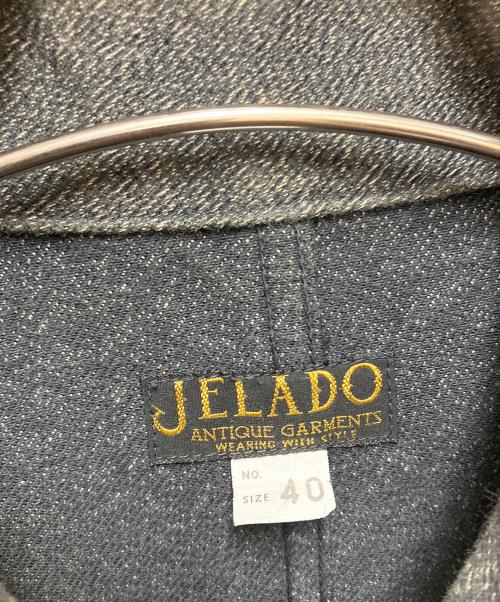 JELADO
ANTIQUE GARMENTS
WEARING WITH STYLE
NO.
SIZE 40